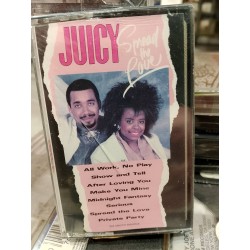 JUICY
Spread
the
Love
All Work, No Play
Show and Tell
After Loving You
Make You Mine
Midnight Fantasy
Serious
Spread the Love
Private Party